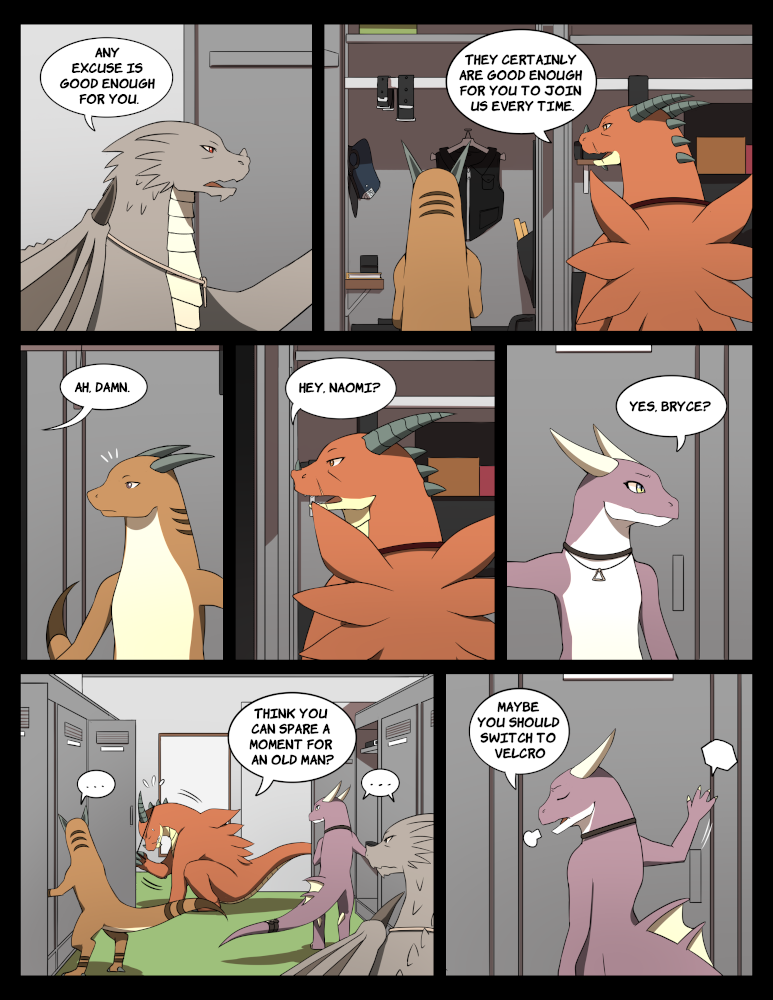 ANY
EXCUSE IS
GOOD ENOUGH
FOR YOU.
THEY CERTAINLY
ARE GOOD ENOUGH
FOR YOU TO JOIN
US EVERY TIME.
AH, DAMN.
HEY, NAOMI?
YES, BRYCE?
THINK YOU
CAN SPARE A
MOMENT FOR
AN OLD MAN?
...
...
MAYBE
YOU SHOULD
SWITCH TO
VELCRO